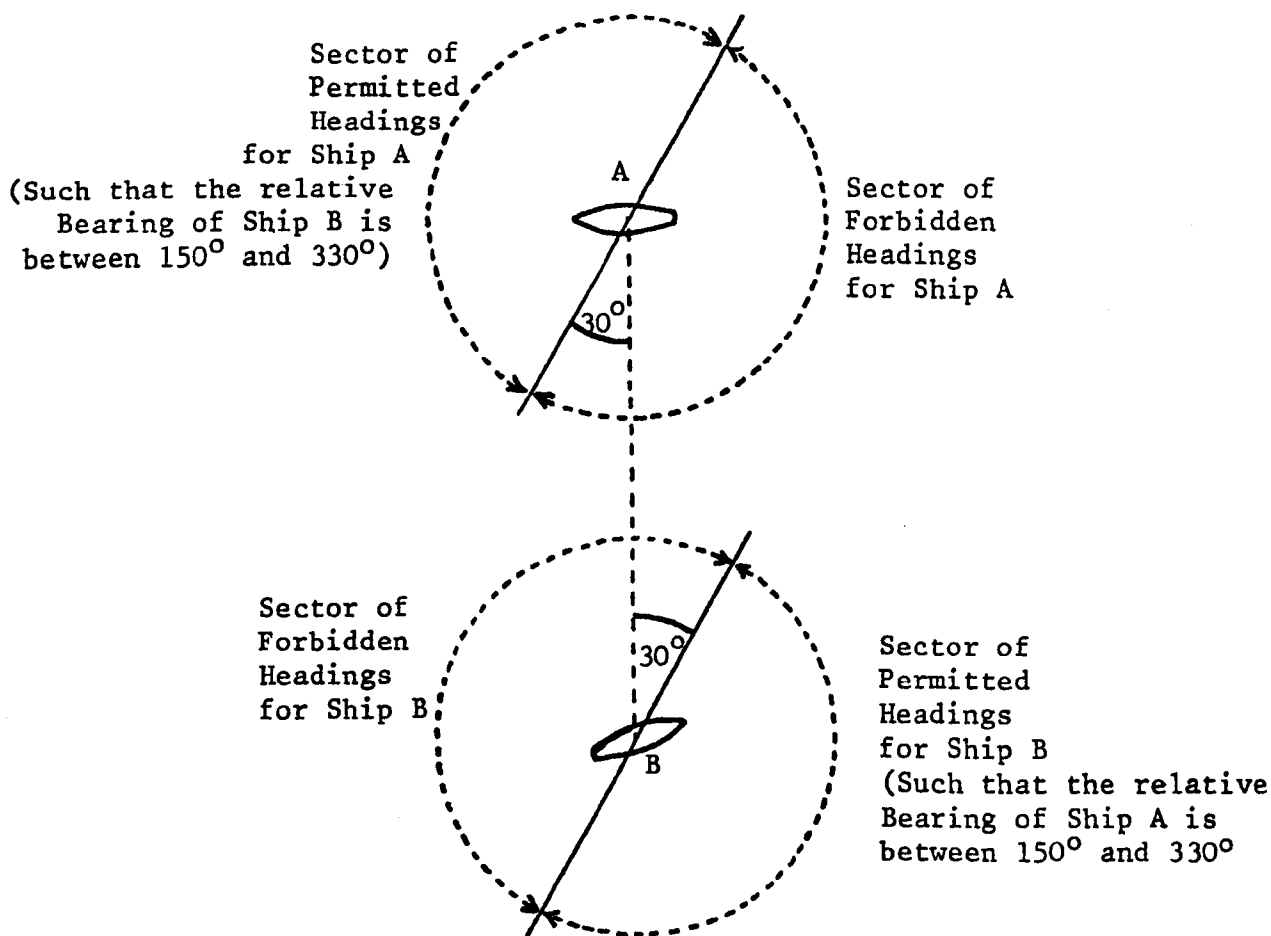 Sector of
Permitted
Headings
for Ship A
(Such that the relative
Bearing of Ship B is
between 150° and 330°)
A
Sector of
Forbidden
Headings
for Ship A
30°
Sector of
Forbidden
Headings
for Ship B
30°
B
Sector of
Permitted
Headings
for Ship B
(Such that the relative
Bearing of Ship A is
between 150° and 330°